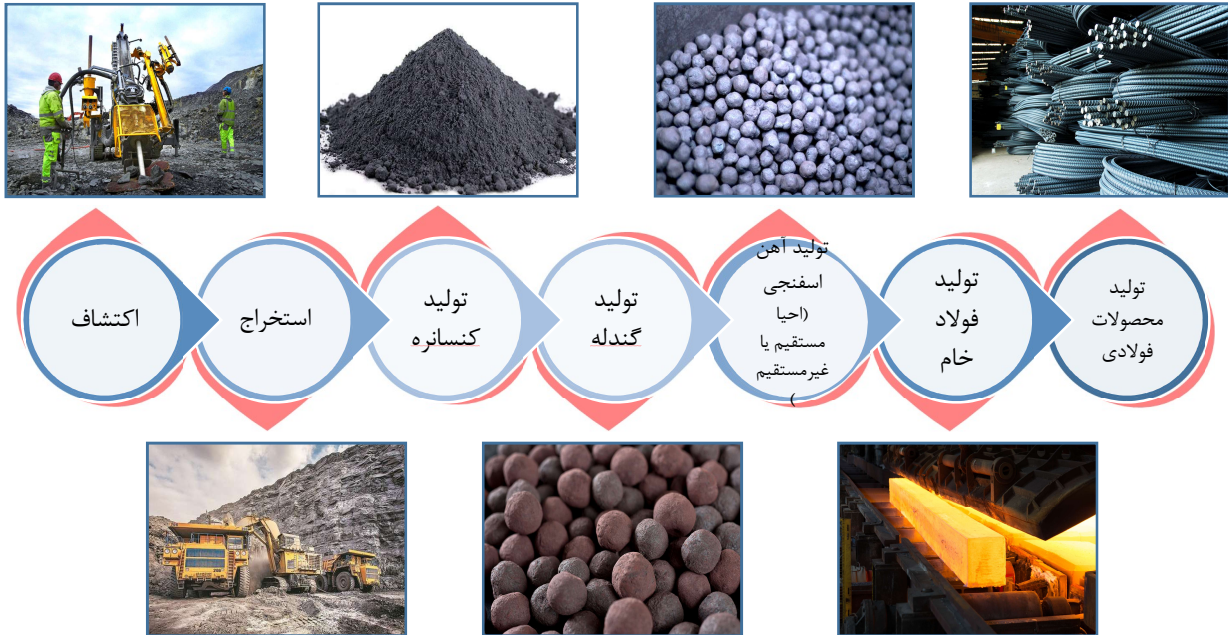 اکتشاف
استخراج
تولید
کنسانره
تولید
گندله
تولید آهن
اسفنجی
(احیا
مستقیم یا
غیرمستقیم
)
تولید
فولاد
خام
تولید
محصولات
فولادی